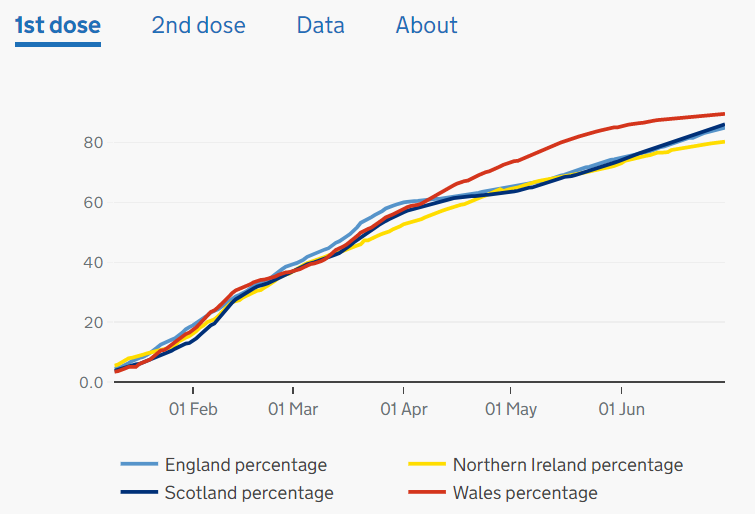 1st dose 2nd dose Data About
80
60
40
20
0.0
01 Feb 01 Mar 01 Apr 01 May 01 Jun
England percentage Northern Ireland percentage
Scotland percentage Wales percentage